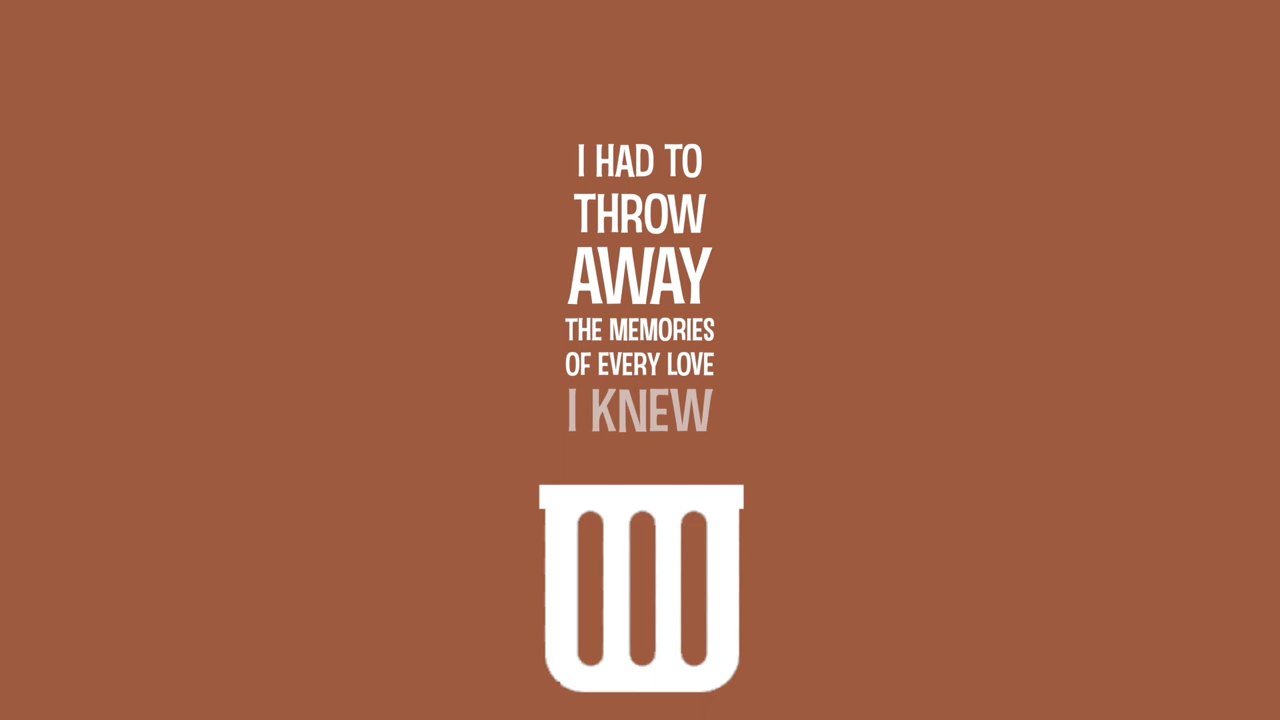 I HAD TO
THROW
AWAY
THE MEMORIES
OF EVERY LOVE
I KNEW